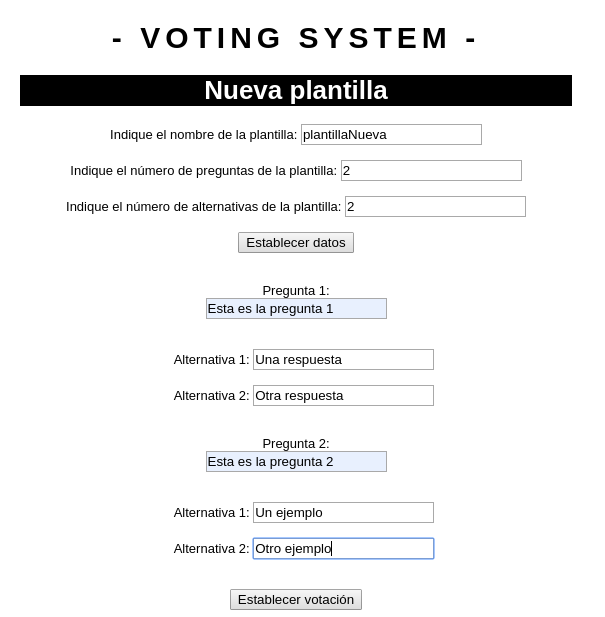 - VOTING SYSTEM -
Nueva plantilla
Indique el nombre de la plantilla: plantillaNueva
Indique el número de preguntas de la plantilla: 2
Indique el número de alternativas de la plantilla: 2
Establecer datos
Pregunta 1:
Esta es la pregunta 1
Alternativa 1: Una respuesta
Alternativa 2: Otra respuesta
Pregunta 2:
Esta es la pregunta 2
Alternativa 1: Un ejemplo
Alternativa 2: Otro ejemplo
Establecer votación